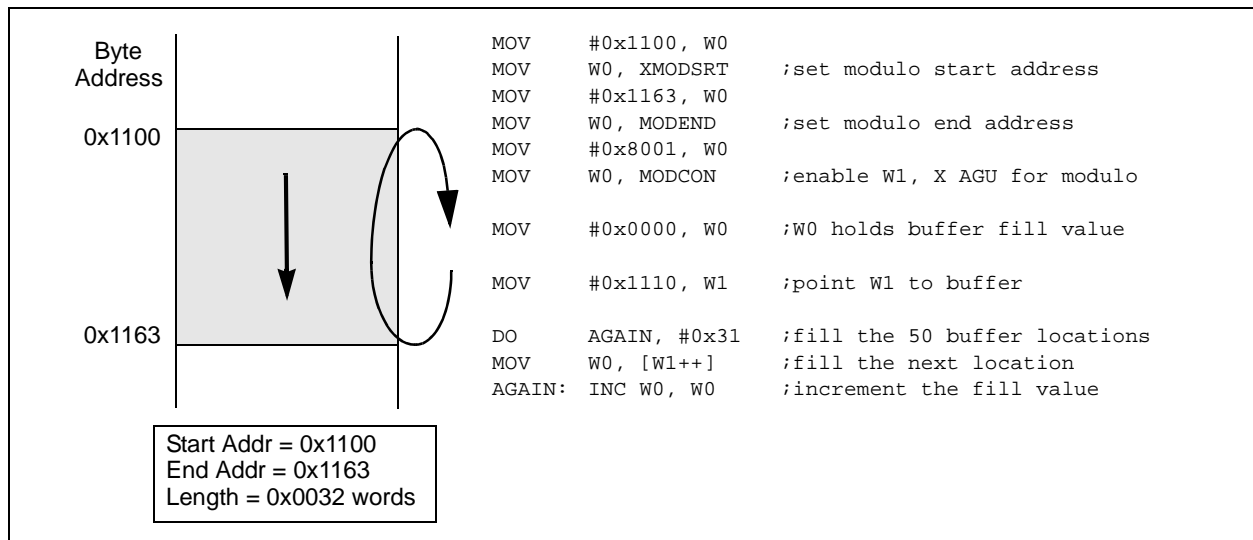 Byte
Address
0x1100
0x1163
Start Addr = 0x1100
End Addr = 0x1163
Length = 0x0032 words
MOV #0x1100, W0
MOV W0, XMODSRT ;set modulo start address
MOV #0x1163, W0
MOV W0, MODEND ;set modulo end address
MOV #0x8001, W0
MOV W0, MODCON ;enable W1, X AGU for modulo
MOV #0x0000, W0 ;W0 holds buffer fill value
MOV #0x1110, W1 ;point W1 to buffer
DO AGAIN, #0x31 ;fill the 50 buffer locations
MOV W0, [W1++] ;fill the next location
AGAIN: INC W0, W0 ;increment the fill value